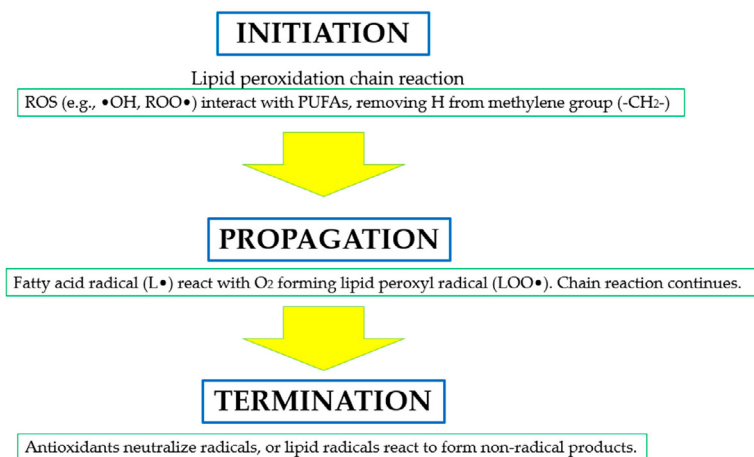 INITIATION
Lipid peroxidation chain reaction
ROS (e.g., •OH, ROO•) interact with PUFAs, removing H from methylene group (-CH2-)
PROPAGATION
Fatty acid radical (L•) react with O2 forming lipid peroxyl radical (LOO•). Chain reaction continues.
TERMINATION
Antioxidants neutralize radicals, or lipid radicals react to form non-radical products.